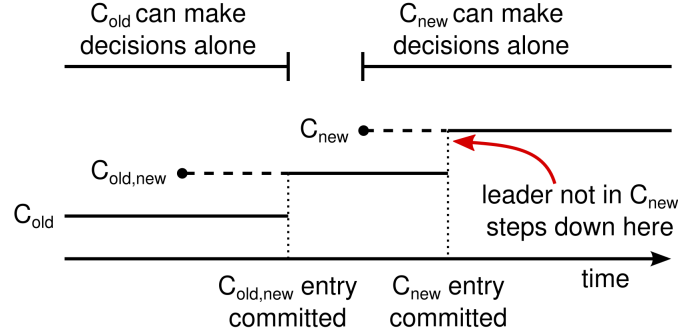 C_old can make
decisions alone
C_new can make
decisions alone
C_new
C_old,new
leader not in C_new
steps down here
C_old
time
C_old,new entry
committed
C_new entry
committed